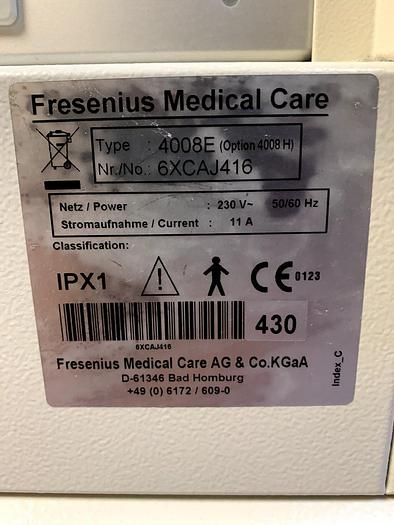 Fresenius Medical Care
Type : 4008E (Option 4008 H)
Nr./No.: 6XCAJ416
Netz / Power : 230 V~ 50/60 Hz
Stromaufnahme / Current : 11 A
Classification:
IPX1
CE 0123
430
6XCAJ416
Fresenius Medical Care AG & Co.KGaA
D-61346 Bad Homburg
+49 (0) 6172 / 609-0
Index_C